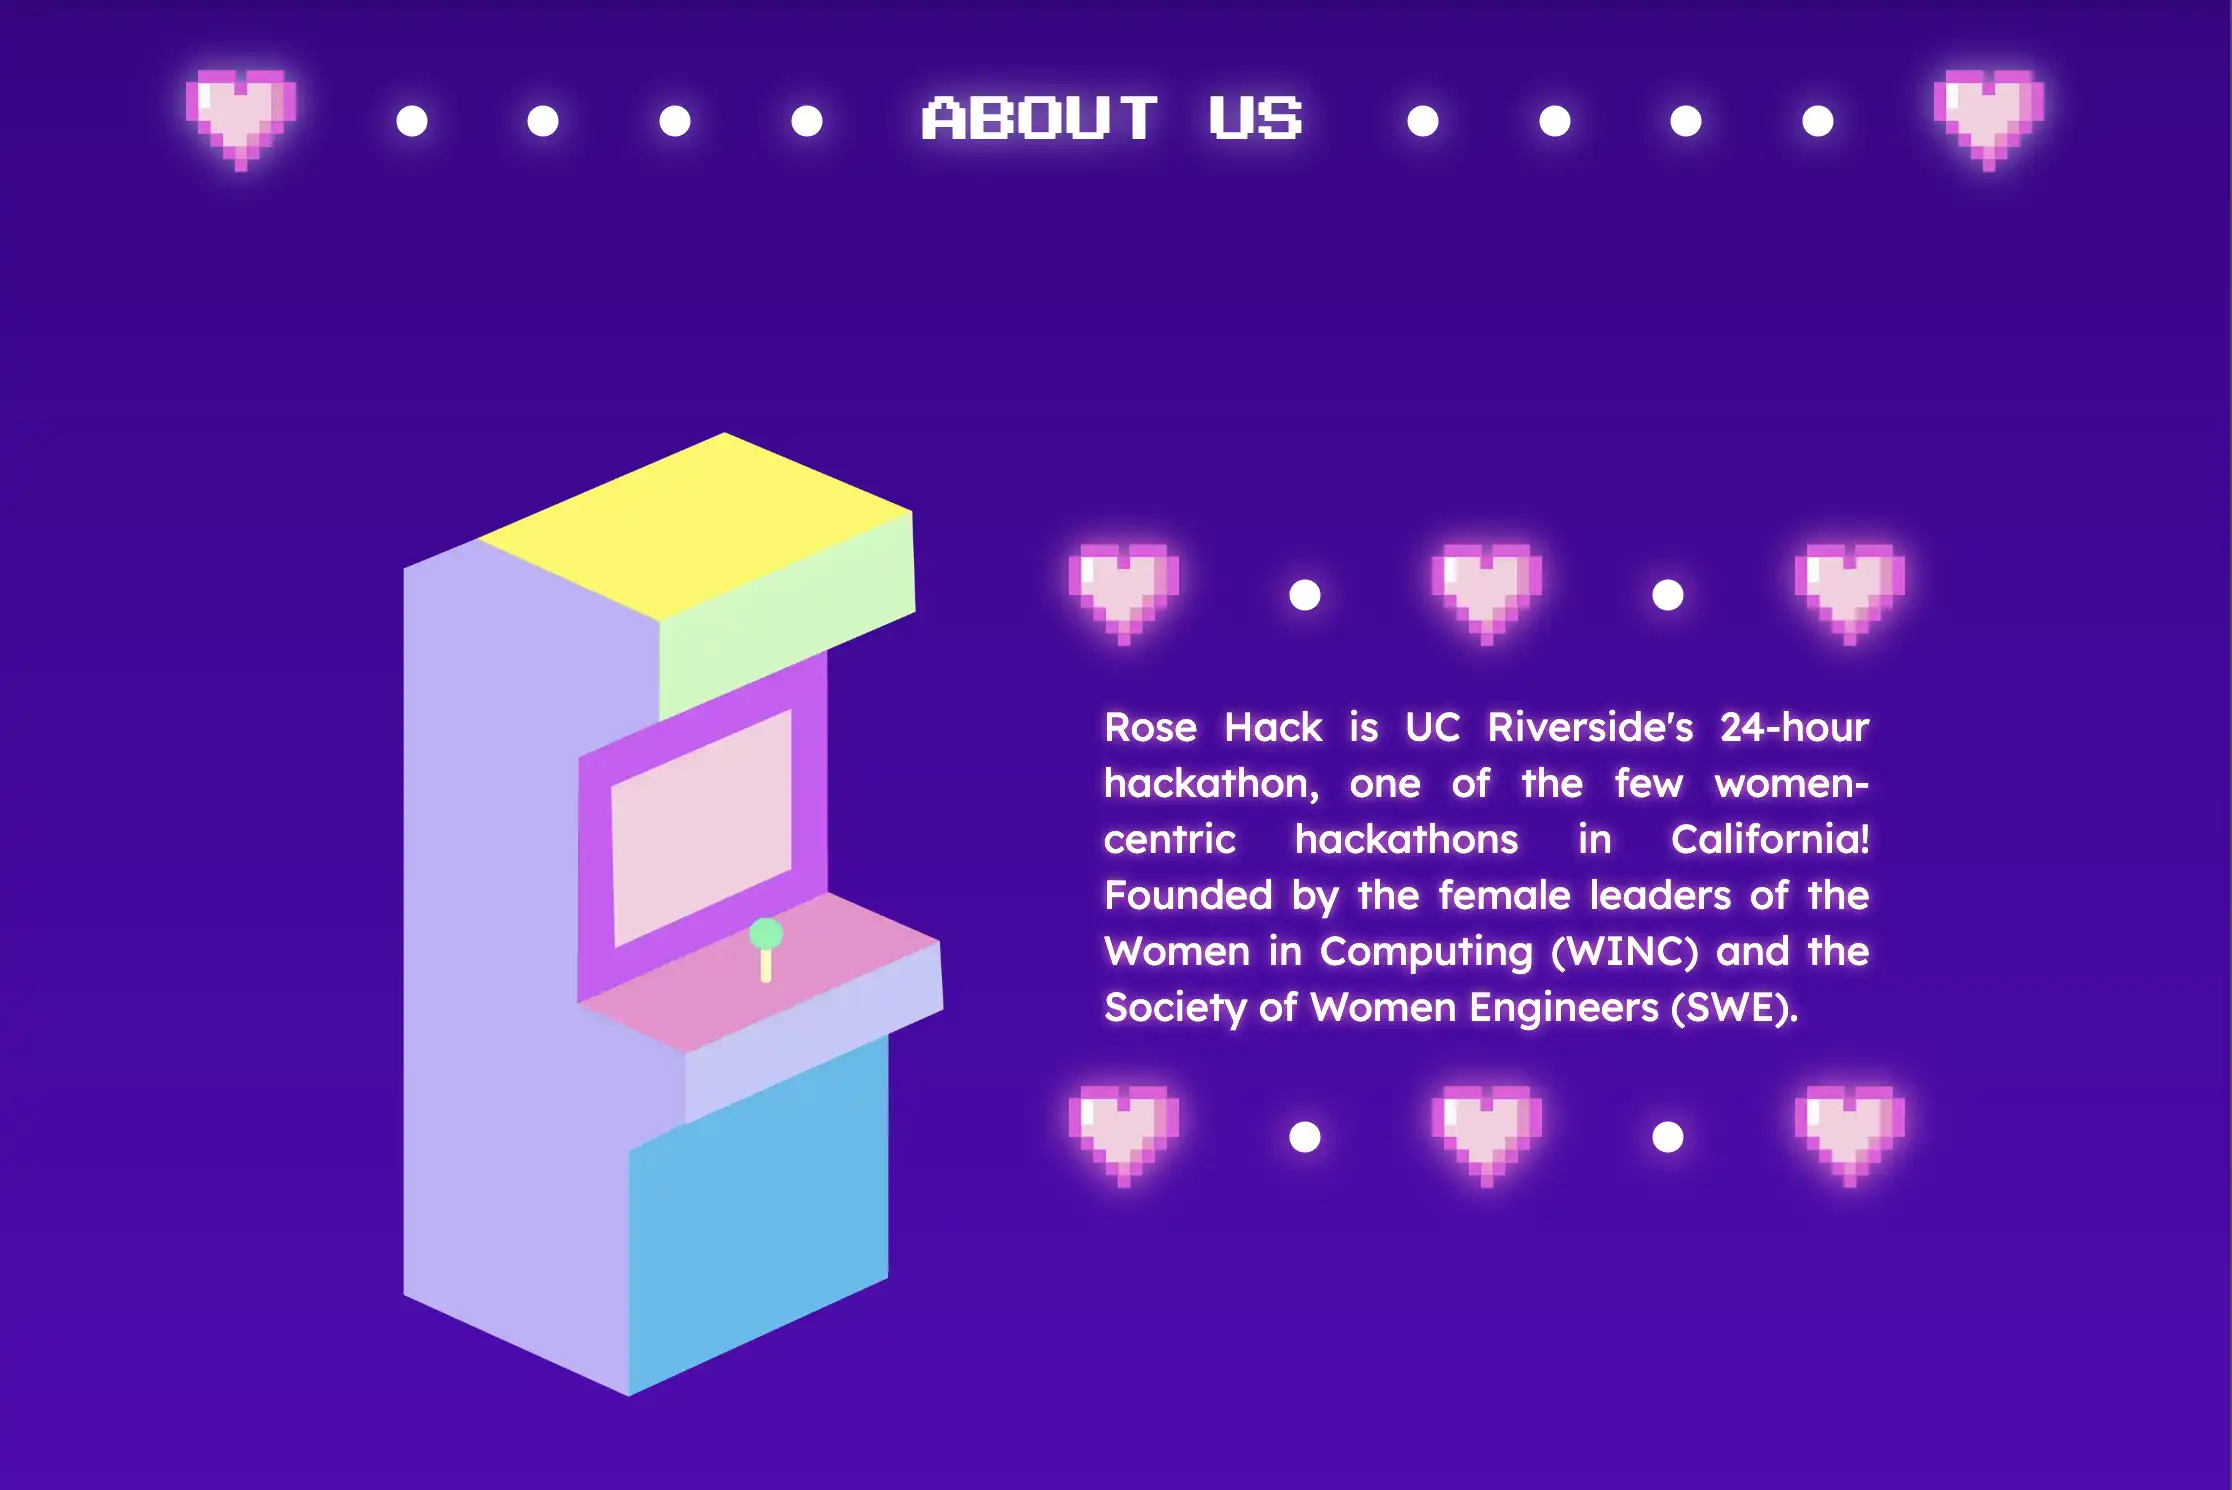 ABOUT US
Rose Hack is UC Riverside's 24-hour
hackathon, one of the few women-
centric hackathons in California!
Founded by the female leaders of the
Women in Computing (WINC) and the
Society of Women Engineers (SWE).